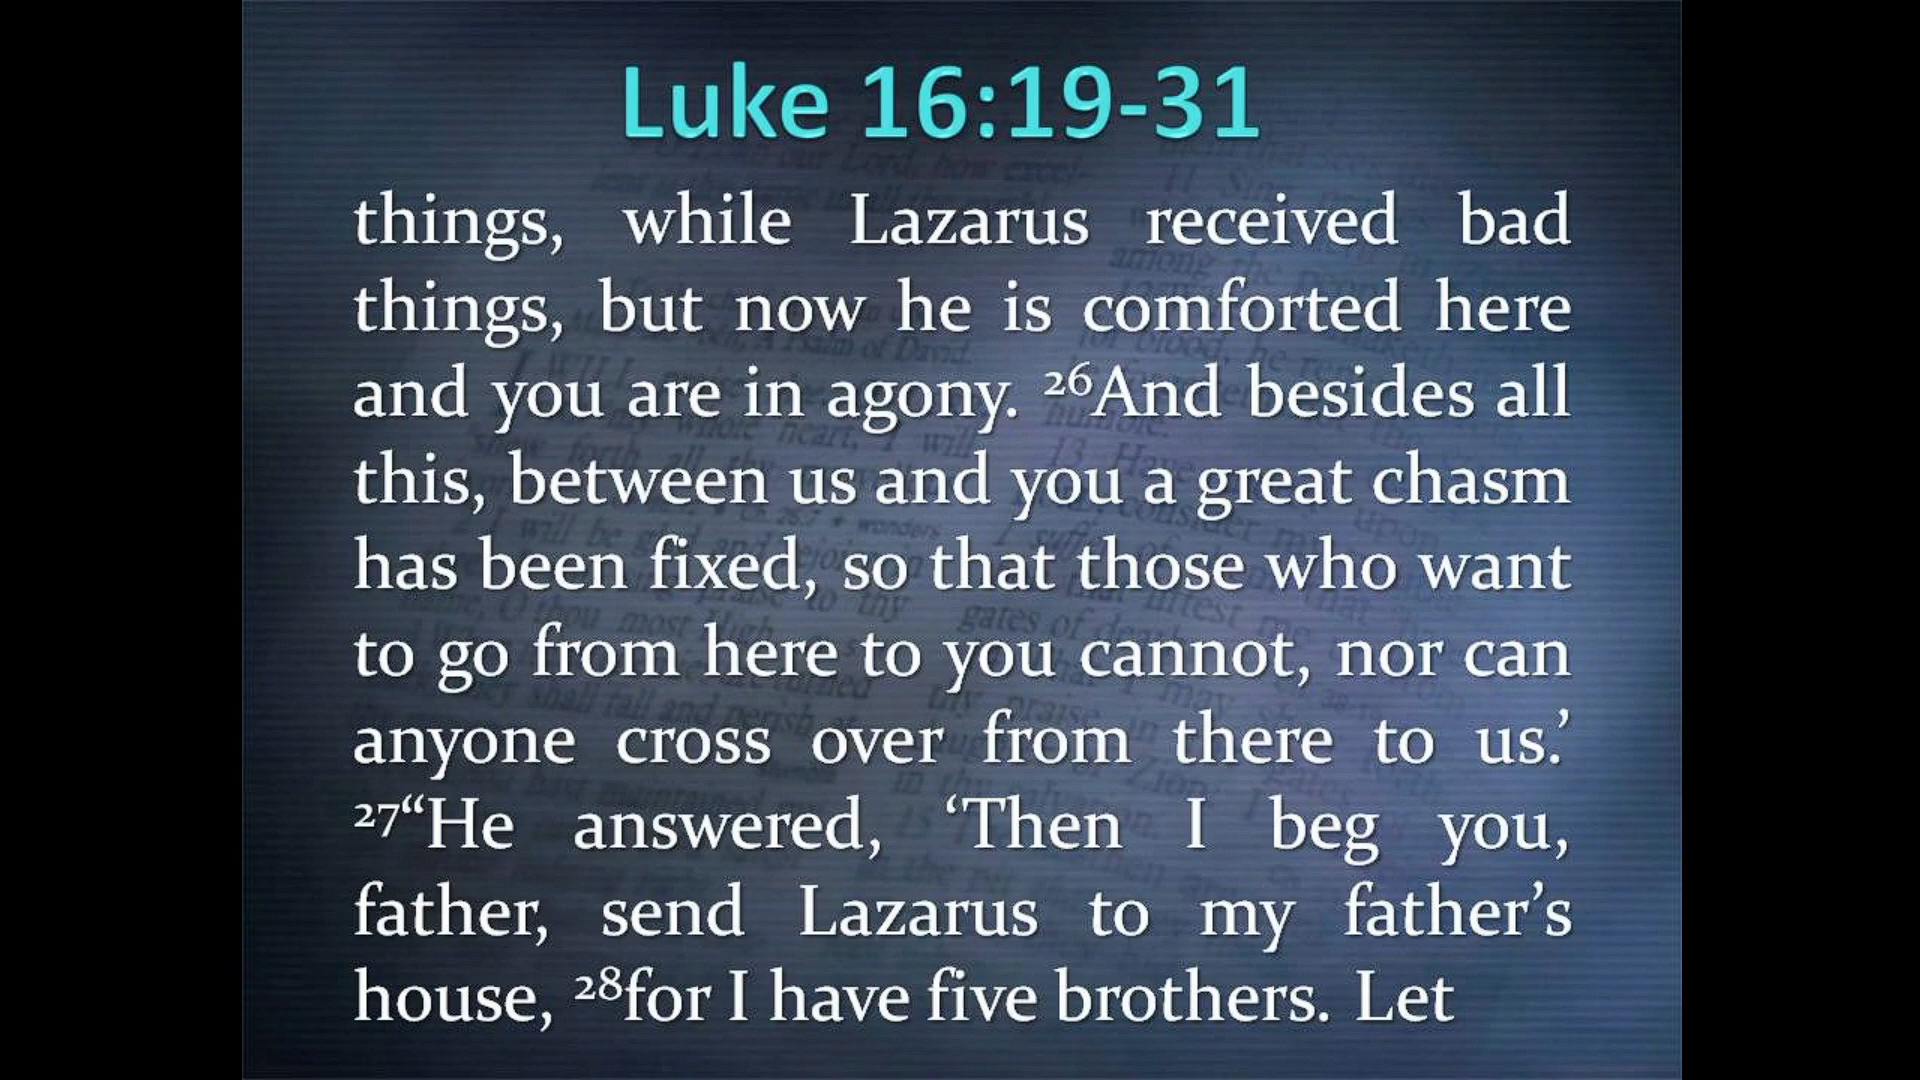 Luke 16:19-31
things, while Lazarus received bad
things, but now he is comforted here
and you are in agony. ²⁶And besides all
this, between us and you a great chasm
has been fixed, so that those who want
to go from here to you cannot, nor can
anyone cross over from there to us.’
²⁷“He answered, ‘Then I beg you,
father, send Lazarus to my father’s
house, ²⁸for I have five brothers. Let